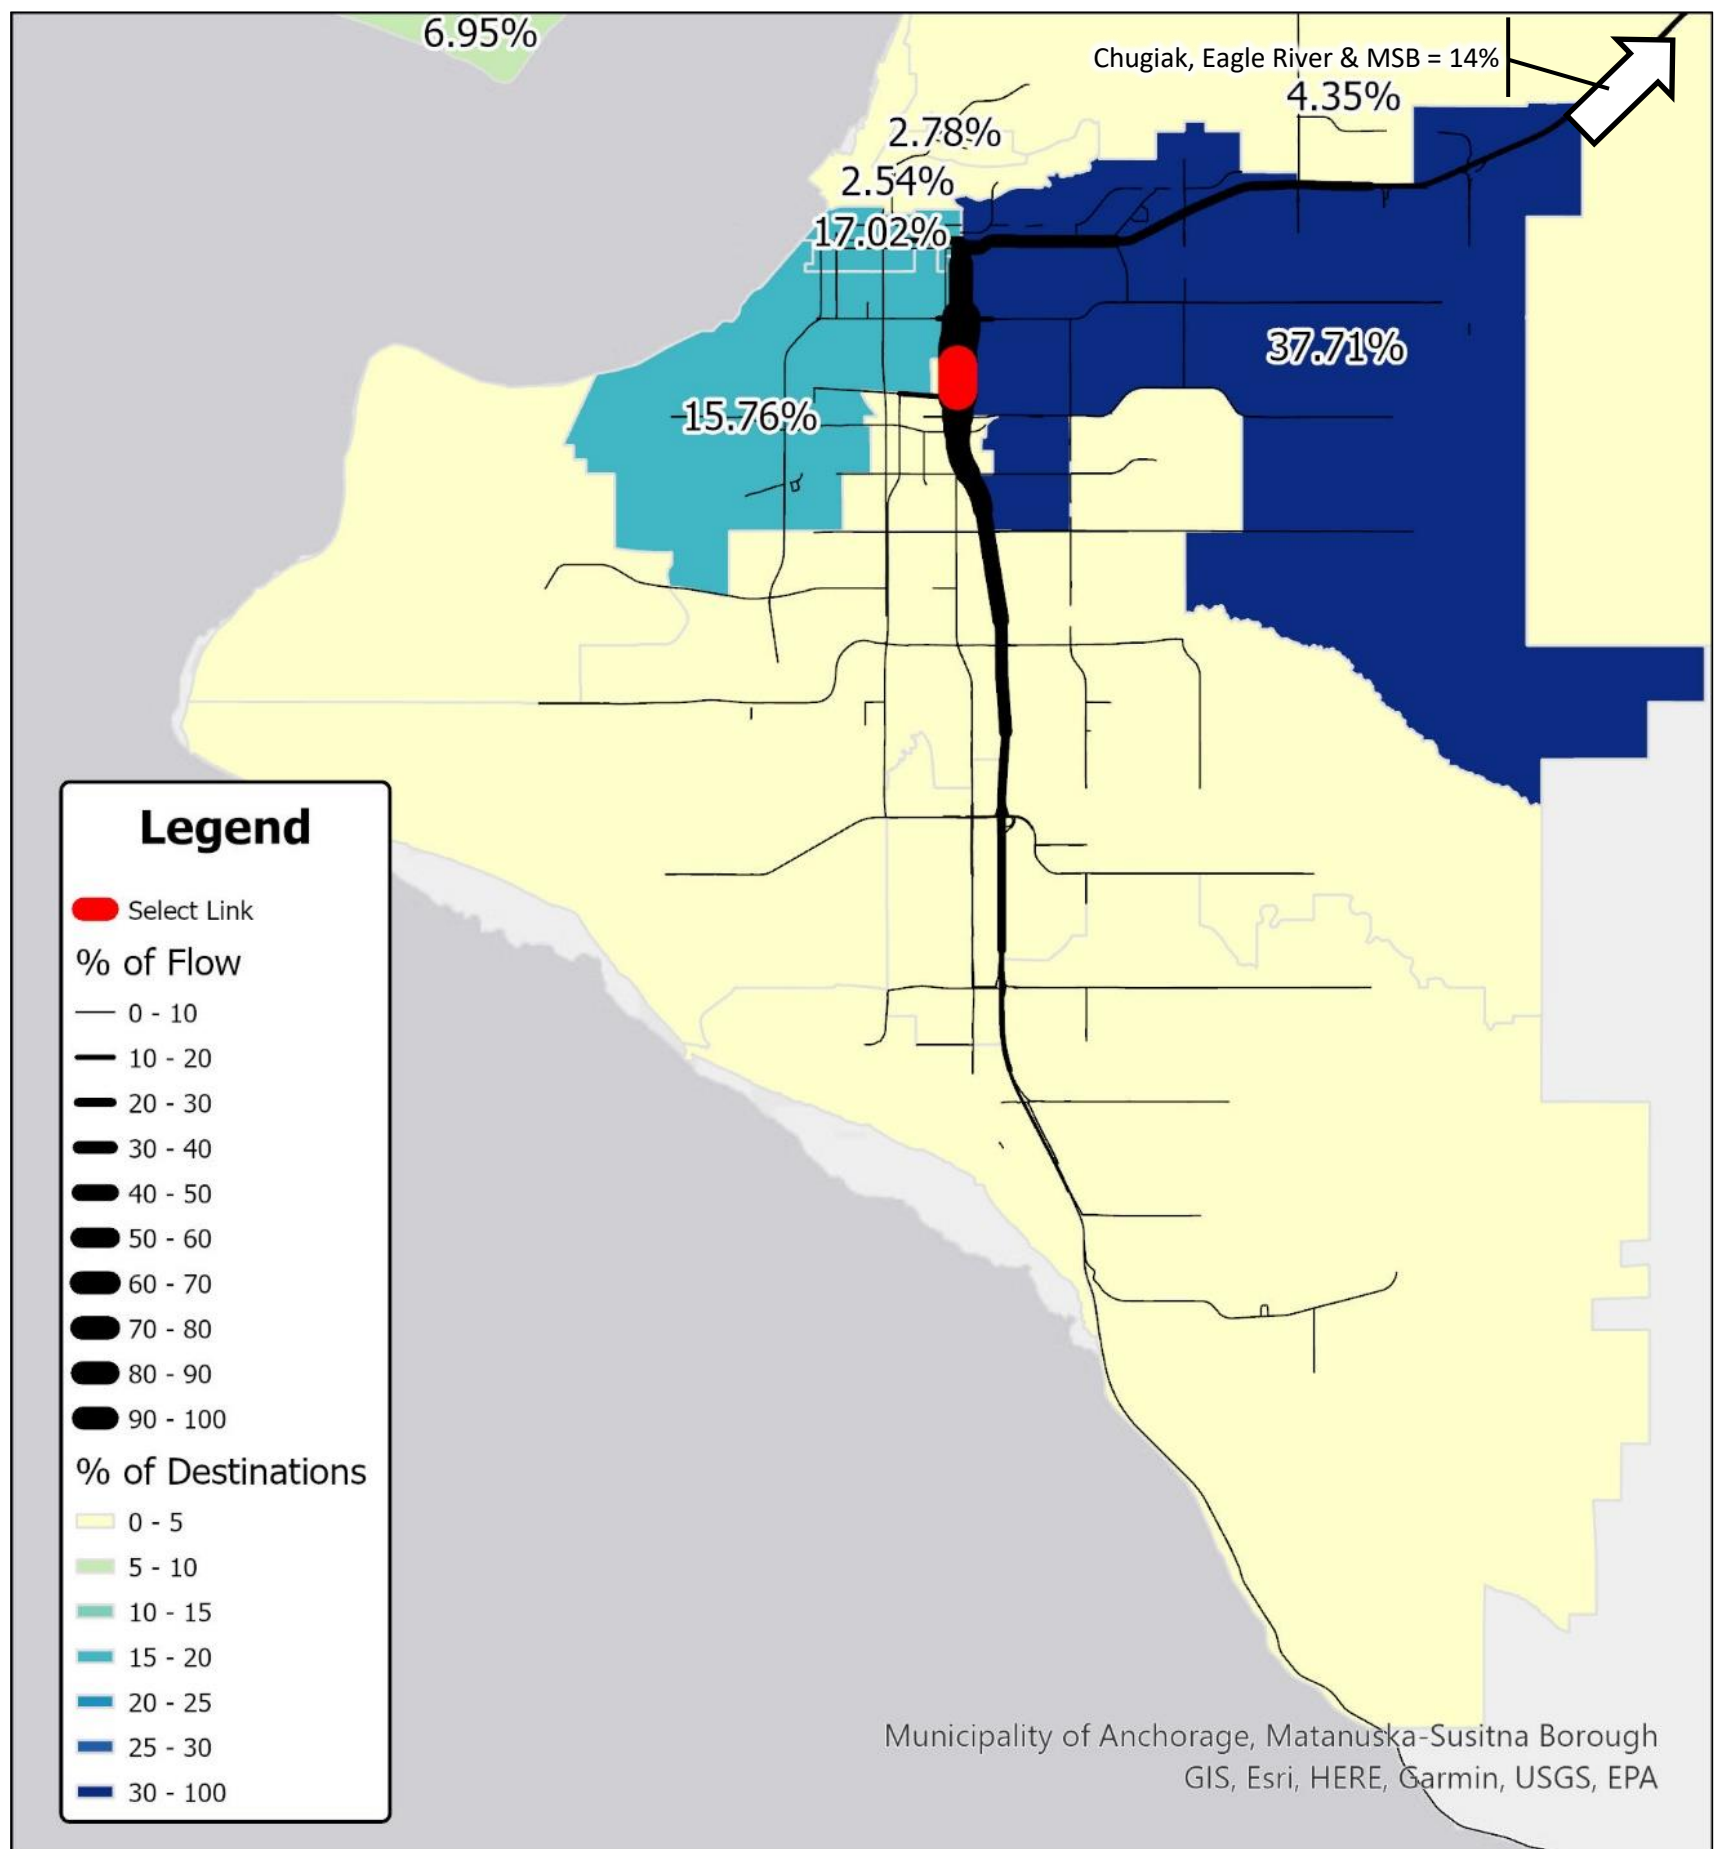 6.95%
Chugiak, Eagle River & MSB = 14%
4.35%
2.78%
2.54%
17.02%
37.71%
15.76%
Legend
Select Link
% of Flow
0 - 10
10 - 20
20 - 30
30 - 40
40 - 50
50 - 60
60 - 70
70 - 80
80 - 90
90 - 100
% of Destinations
0 - 5
5 - 10
10 - 15
15 - 20
20 - 25
25 - 30
30 - 100
Municipality of Anchorage, Matanuska-Susitna Borough
GIS, Esri, HERE, Garmin, USGS, EPA